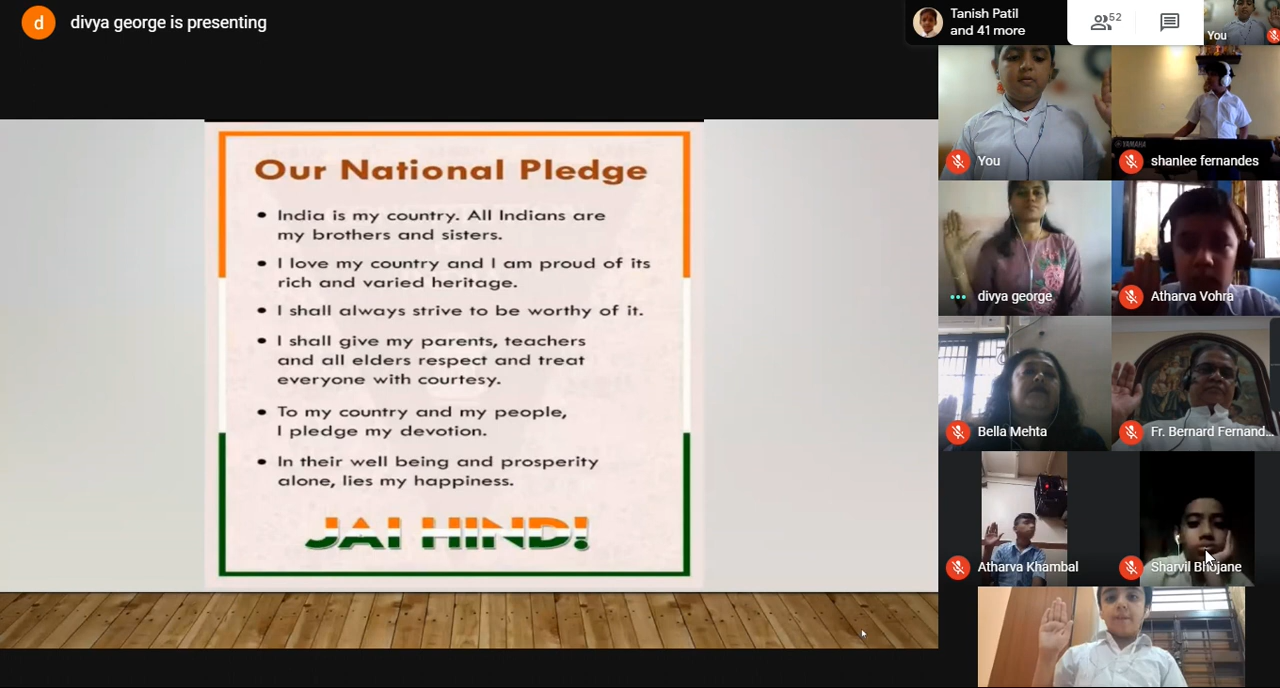 d
divya george is presenting
Tanish Patil
and 41 more
52
You
Our National Pledge
• India is my country. All Indians are
my brothers and sisters.
• I love my country and I am proud of its
rich and varied heritage.
• I shall always strive to be worthy of it.
• I shall give my parents, teachers
and all elders respect and treat
everyone with courtesy.
• To my country and my people,
I pledge my devotion.
• In their well being and prosperity
alone, lies my happiness.
JAI HIND!
You
YAMAHA
shanlee fernandes
divya george
Atharva Vohra
Bella Mehta
Fr. Bernard Fernand...
Atharva Khambal
Sharvil Bhojane